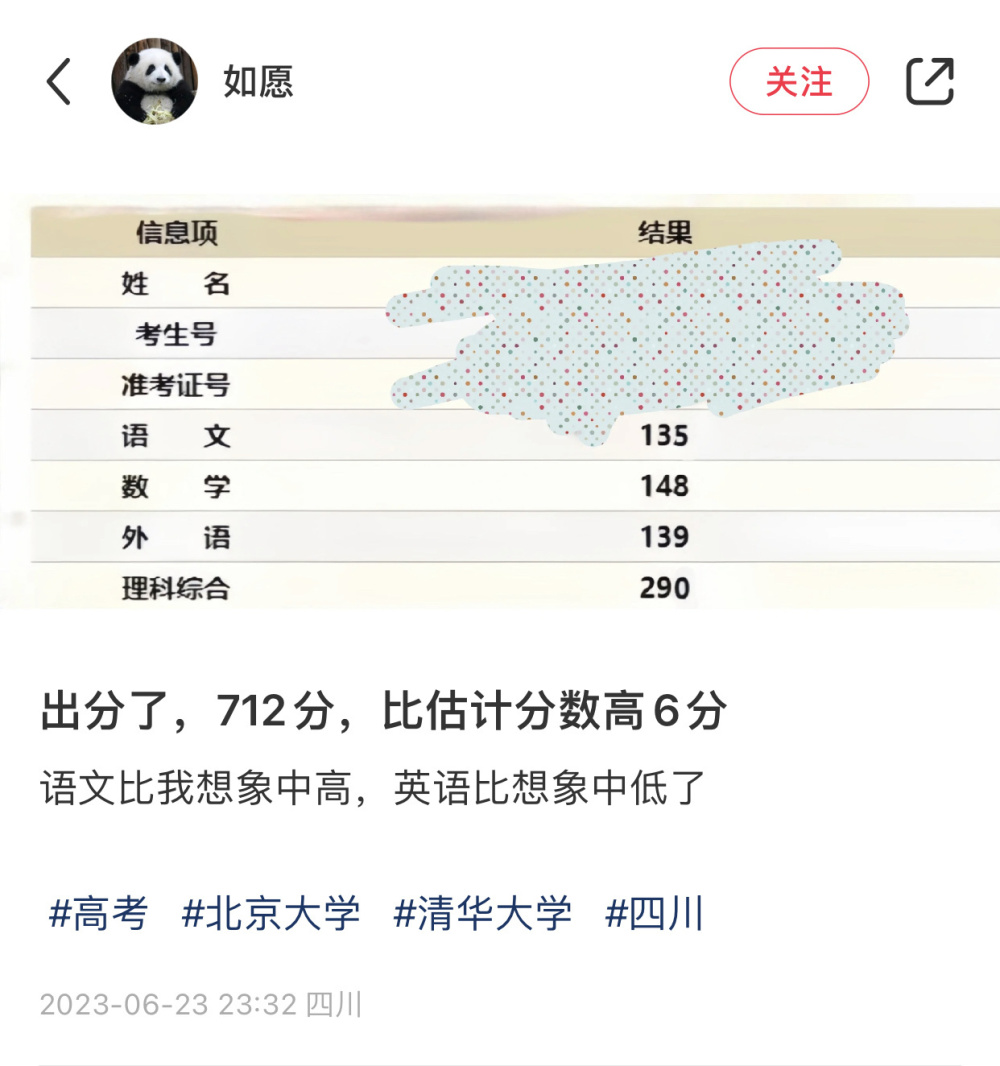 如愿
关注
信息项 结果
姓 名
考生号
准考证号
语 文 135
数 学 148
外 语 139
理科综合 290
出分了，712分，比估计分数高6分
语文比我想象中高，英语比想象中低了
#高考 #北京大学 #清华大学 #四川
2023-06-23 23:32 四川